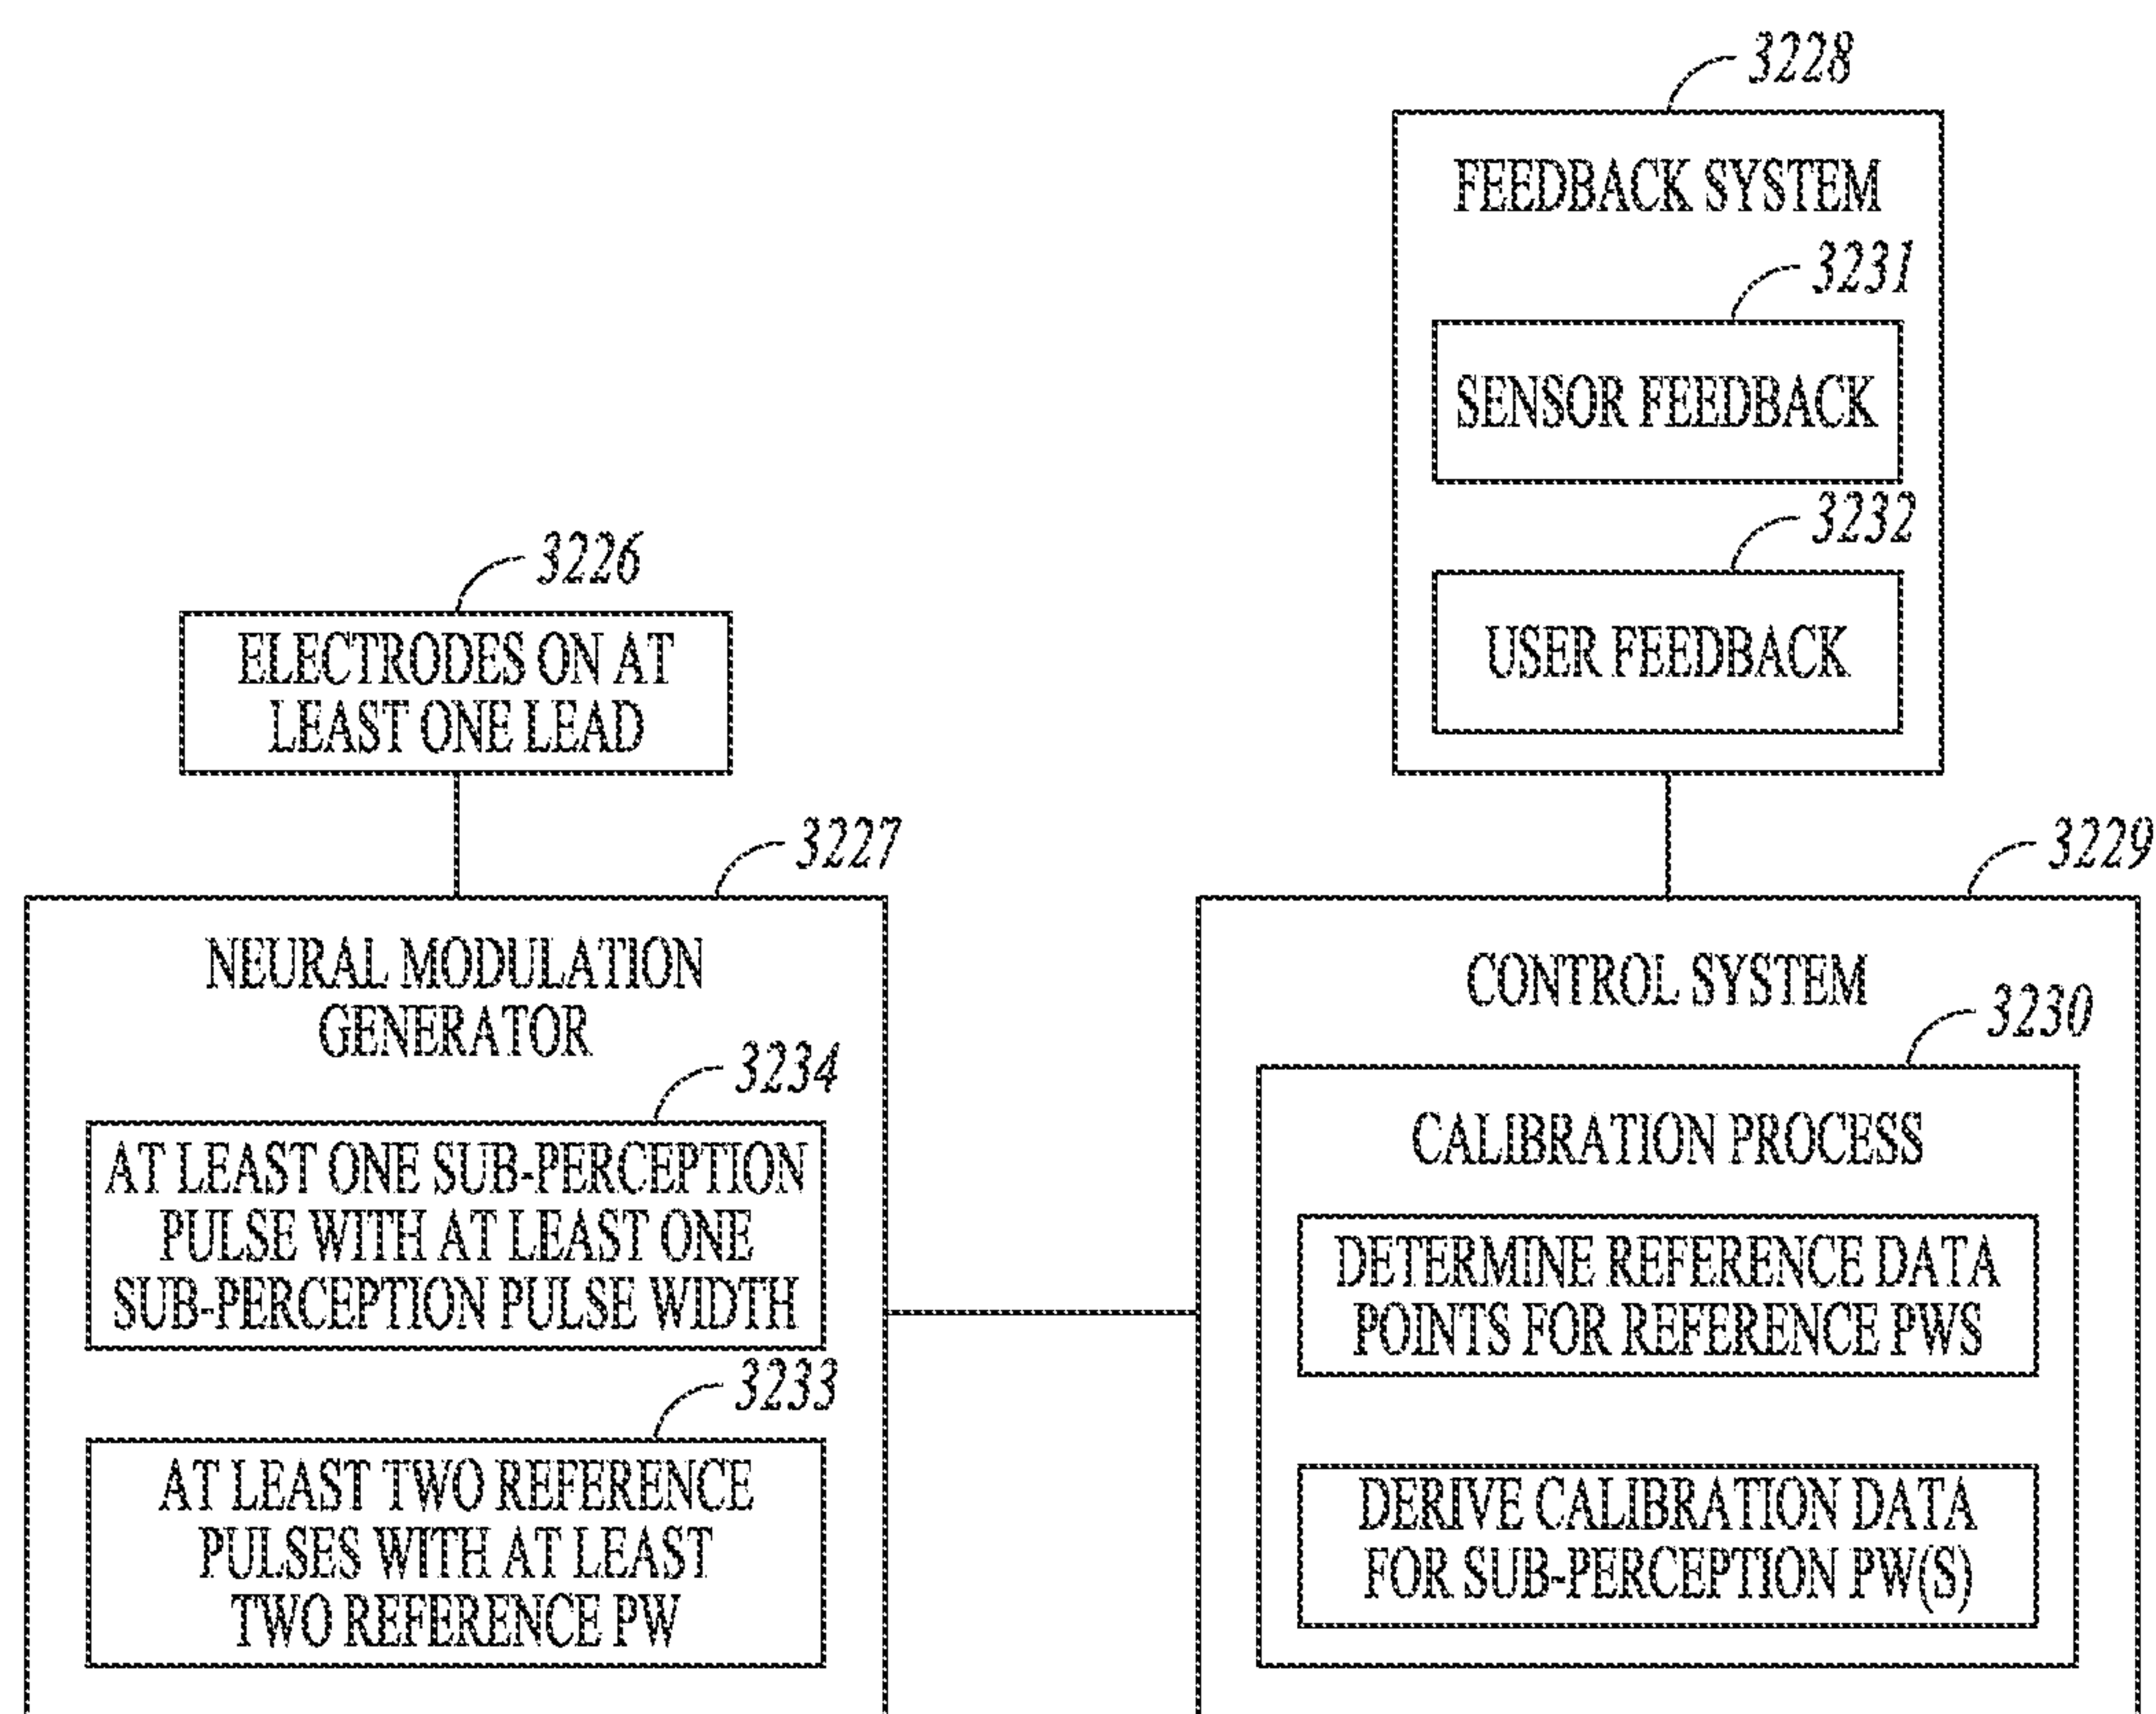 3228
FEEDBACK SYSTEM
3231
SENSOR FEEDBACK
3232
USER FEEDBACK
3226
ELECTRODES ON AT
LEAST ONE LEAD
3227
NEURAL MODULATION
GENERATOR
3234
AT LEAST ONE SUB-PERCEPTION
PULSE WITH AT LEAST ONE
SUB-PERCEPTION PULSE WIDTH
3233
AT LEAST TWO REFERENCE
PULSES WITH AT LEAST
TWO REFERENCE PW
3229
CONTROL SYSTEM
3230
CALIBRATION PROCESS
DETERMINE REFERENCE DATA
POINTS FOR REFERENCE PWS
DERIVE CALIBRATION DATA
FOR SUB-PERCEPTION PW(S)